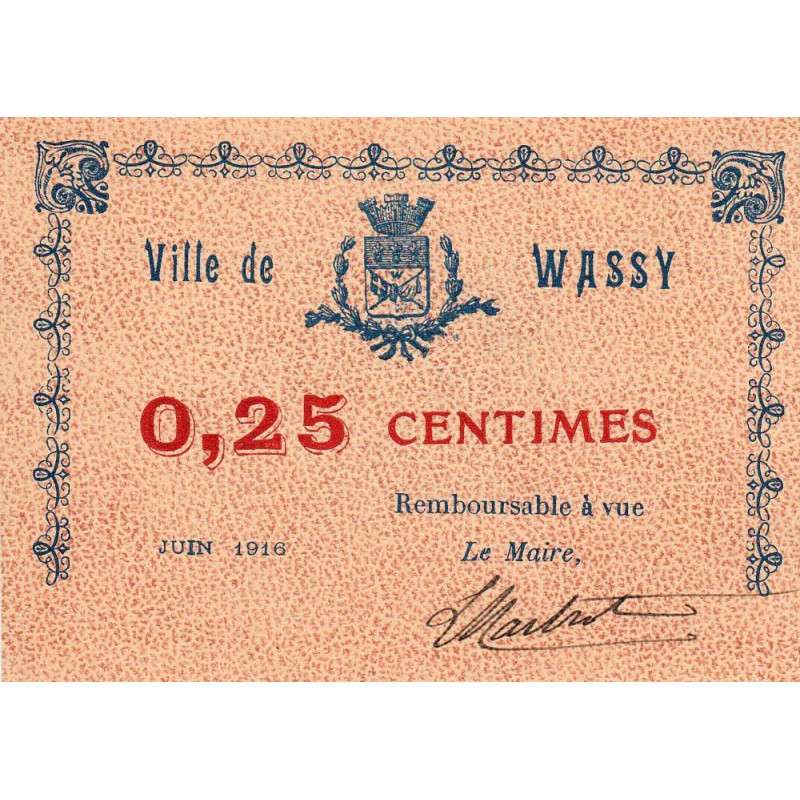 Ville de WASSY
0,25 CENTIMES
Remboursable à vue
JUIN 1916 Le Maire,